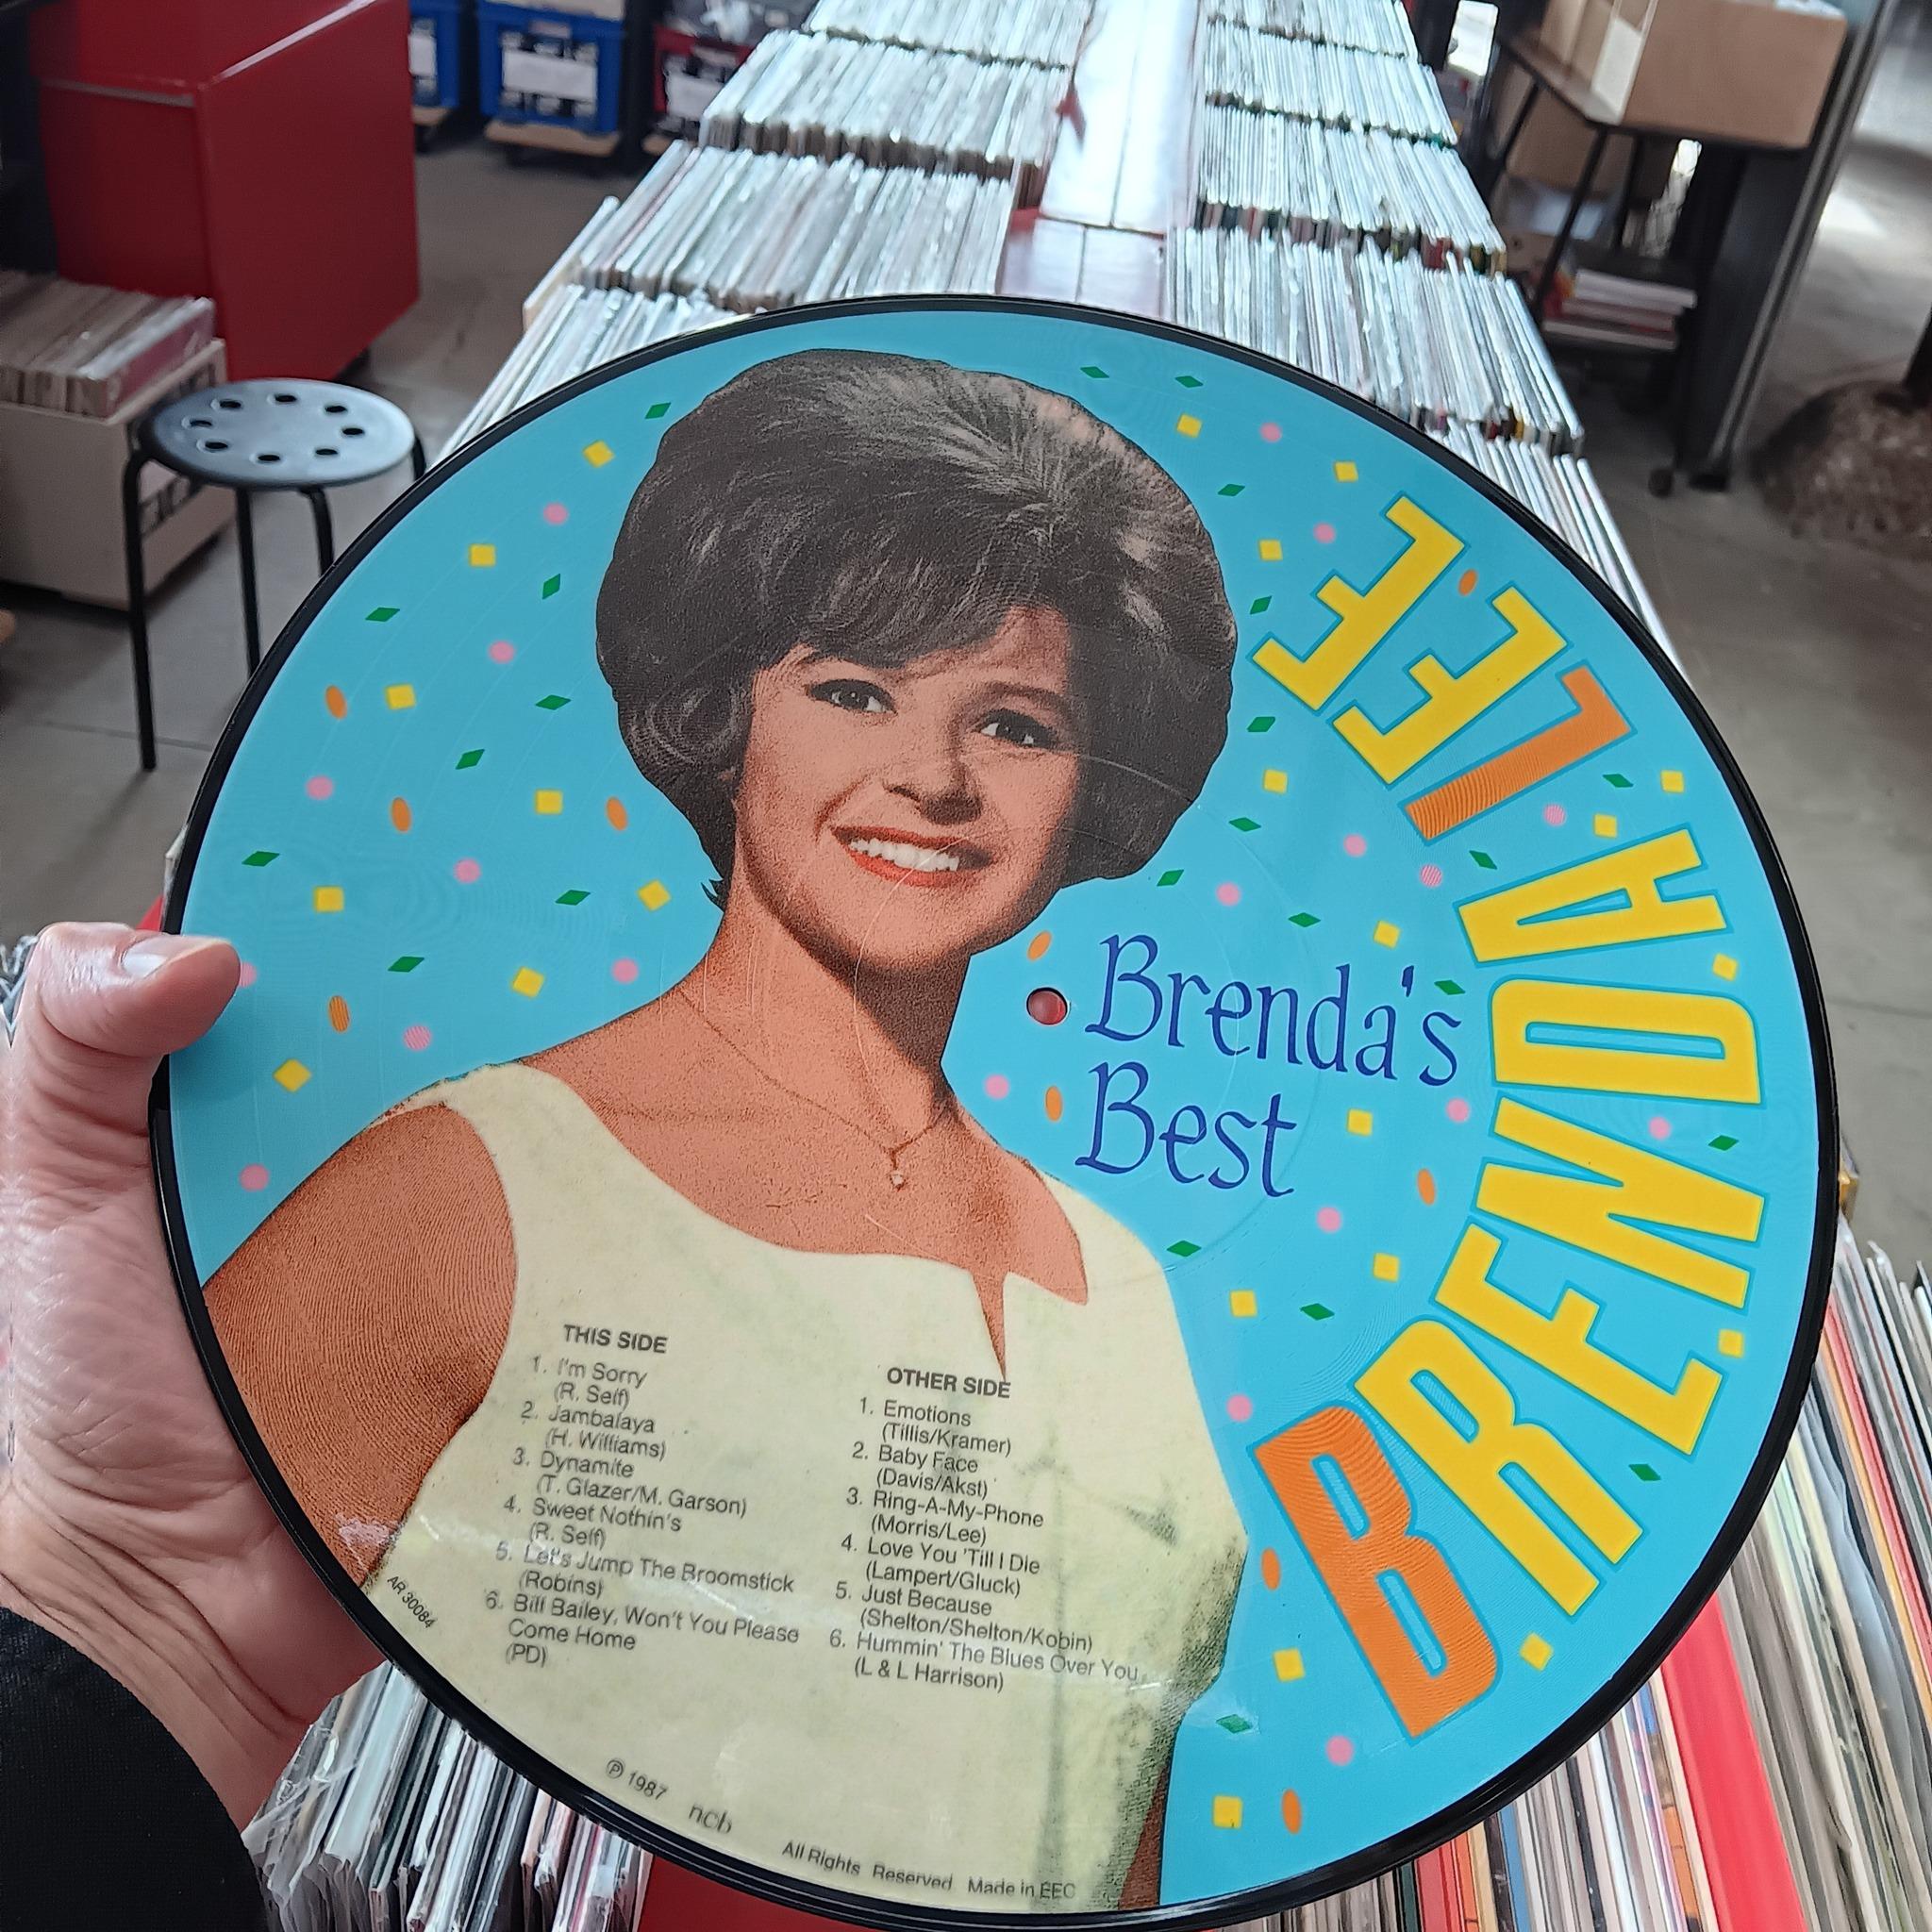 BRENDA LEE
Brenda's
Best
THIS SIDE
1. I'm Sorry
(R. Self)
2. Jambalaya
(H. Williams)
3. Dynamite
(T. Glazer/M. Garson)
4. Sweet Nothin's
(R. Self)
5. Let's Jump The Broomstick
(Robins)
6. Bill Bailey, Won't You Please
Come Home
(PD)
OTHER SIDE
1. Emotions
(Tillis/Kramer)
2. Baby Face
(Davis/Akst)
3. Ring-A-My-Phone
(Morris/Lee)
4. Love You 'Till I Die
(Lampert/Gluck)
5. Just Because
(Shelton/Shelton/Kobin)
6. Hummin' The Blues Over You
(L & L Harrison)
AR 30084
℗ 1987 ncb
All Rights Reserved Made in EEC